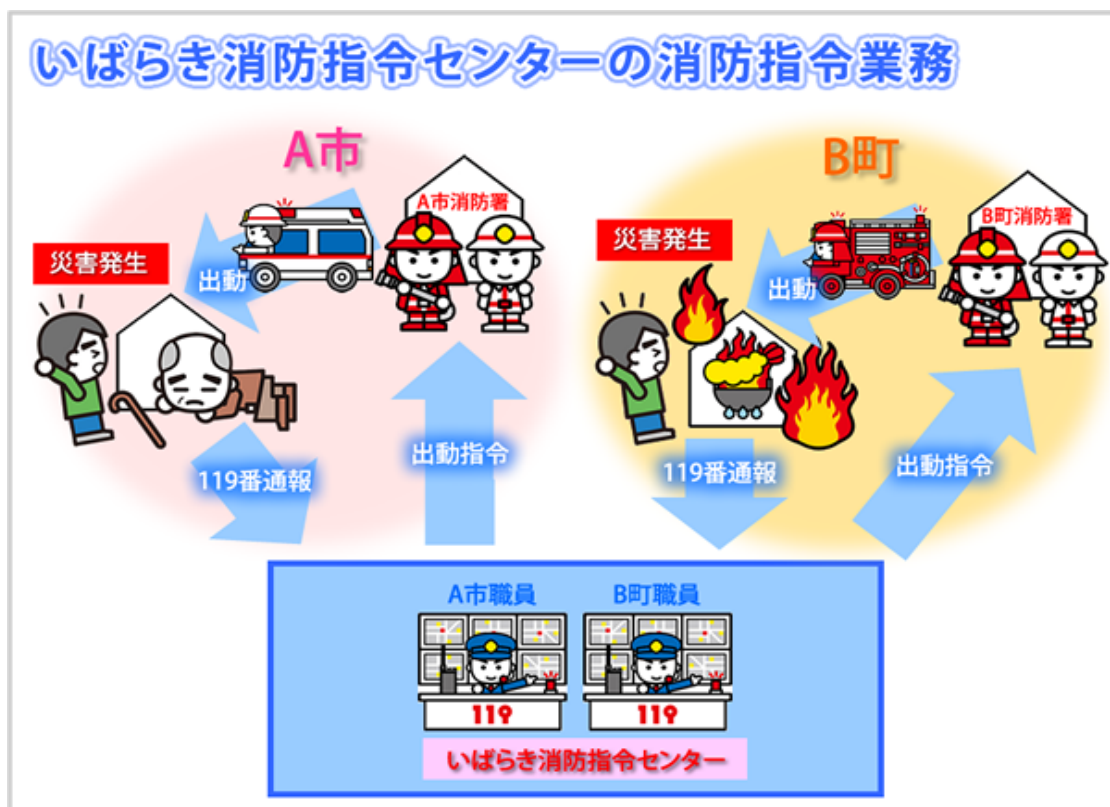 いばらき消防指令センターの消防指令業務
A市
A市消防署
災害発生
出動
119番通報
出動指令
B町
B町消防署
災害発生
出動
119番通報
出動指令
A市職員
B町職員
119
119
いばらき消防指令センター